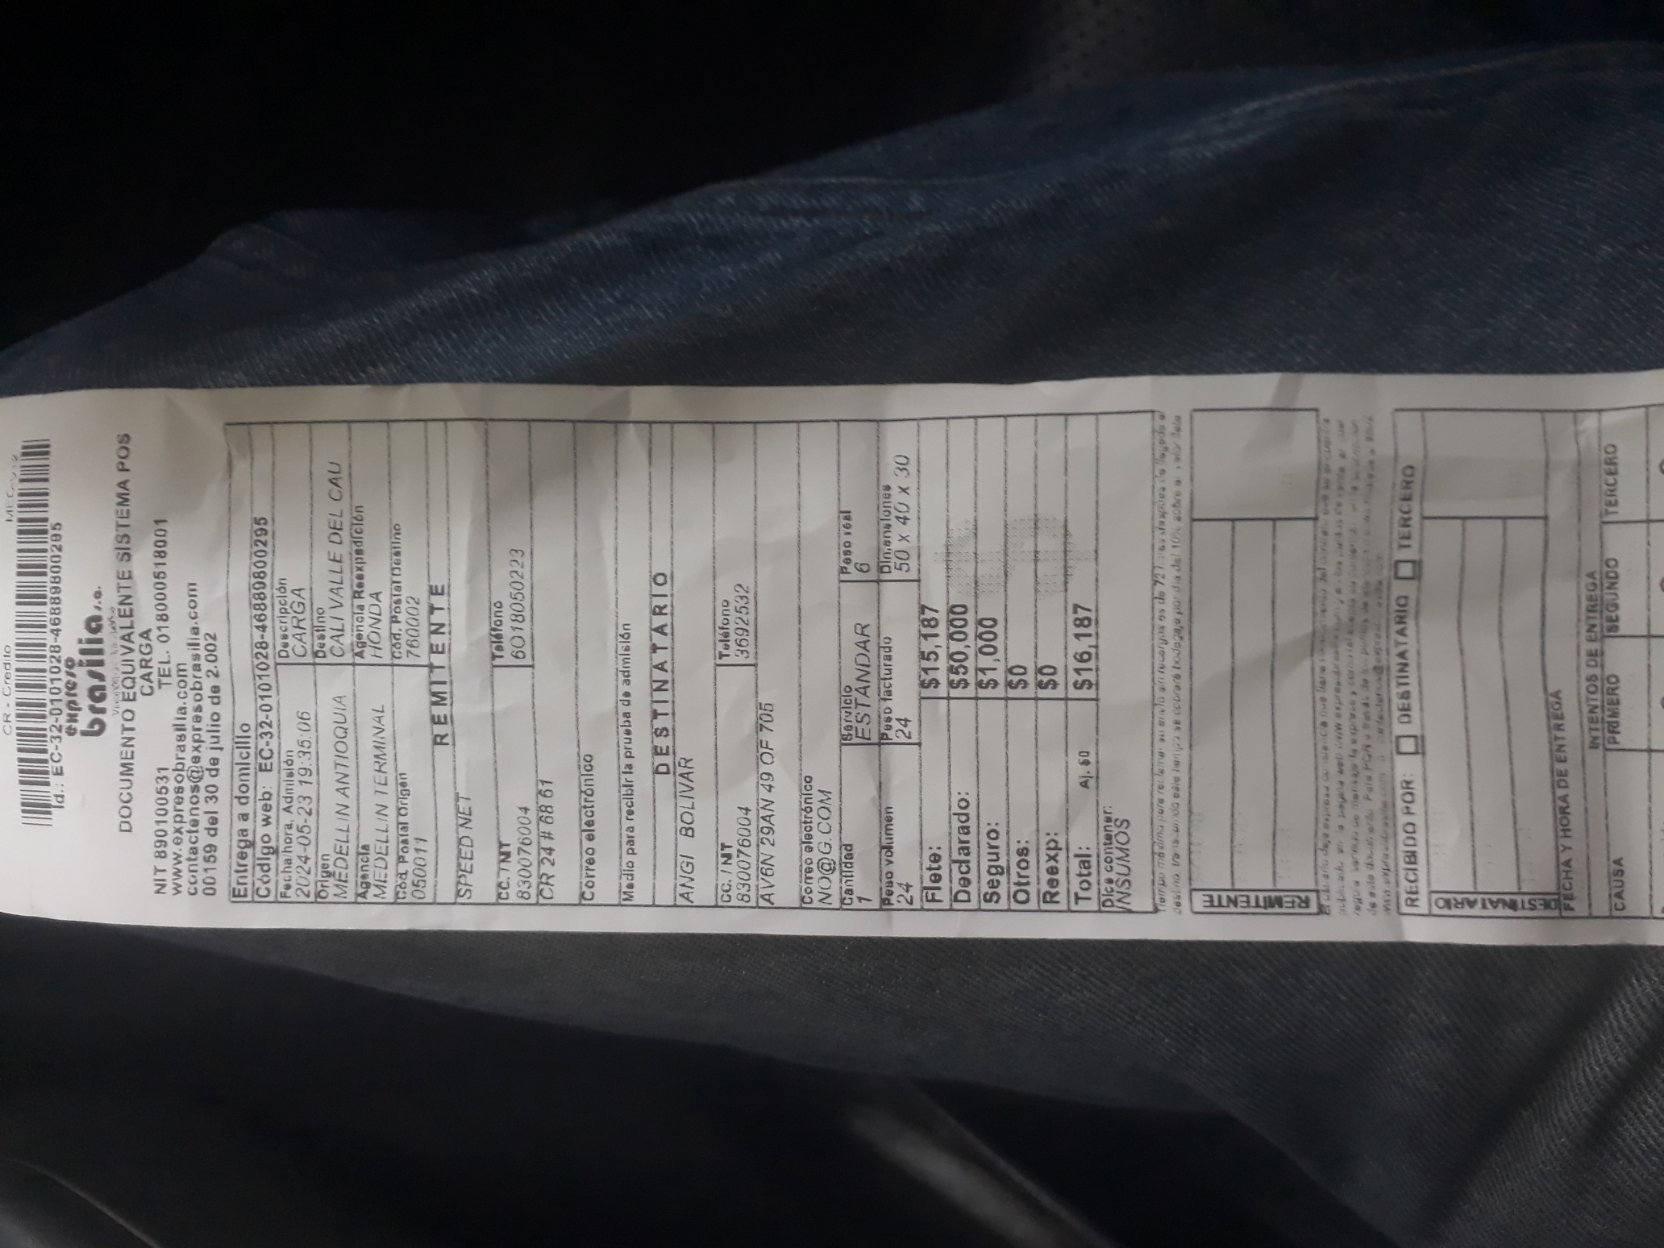 CR - Credito
Id.: EC-32-0101028-46889800295
expreso
brasilia s.a.
DOCUMENTO EQUIVALENTE SISTEMA POS
CARGA
NIT 890100531 TEL. 018000518001
www.expresobrasilia.com
contactenos@expresobrasilia.com
00159 del 30 de julio de 2.002
Entrega a domicilio
Código web: EC-32-0101028-46889800295
Fecha/hora. Admisión Descripción
2024-05-23 19:35:06 CARGA
Origen Destino
MEDELLIN ANTIOQUIA CALI VALLE DEL CAU
Agencia Agencia Reexpedición
MEDELLIN TERMINAL HONDA
Cód. Postal Origen Cód. Postal Destino
050011 760002
REMITENTE
SPEED NET
CC. / NIT Teléfono
830076004 6O18050223
CR 24 # 68 61
Correo electrónico
Medio para recibir la prueba de admisión
DESTINATARIO
ANGI BOLIVAR
CC. / NIT Teléfono
830076004 3692532
AV6N 29AN 49 OF 705
Correo electrónico
NO@G.COM
Cantidad Servicio Peso real
1 ESTANDAR 6
Peso volumen Peso facturado Dimensiones
24 24 50 x 40 x 30
Flete: $15,187
Declarado: $50,000
Seguro: $1,000
Otros: $0
Reexp: $0
Total: Aj. $0 $16,187
Dice contener:
INSUMOS
REMITENTE
RECIBIDO POR: DESTINATARIO TERCERO
DESTINATARIO
FECHA Y HORA DE ENTREGA
INTENTOS DE ENTREGA
CAUSA PRIMERO SEGUNDO TERCERO